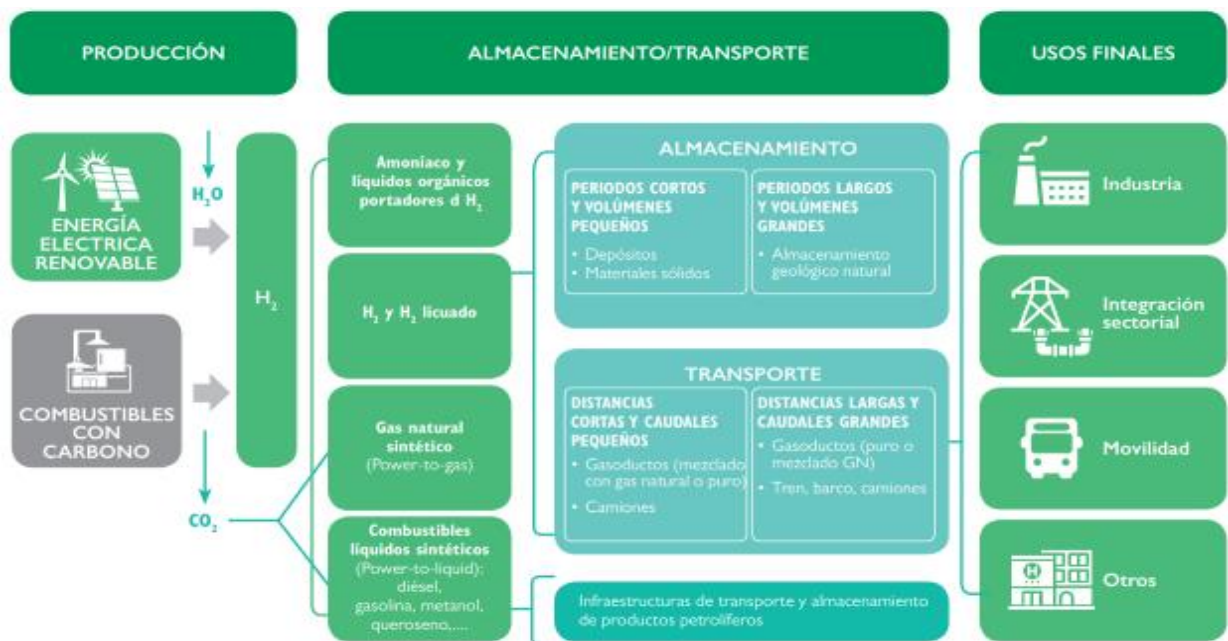 PRODUCCIÓN
ALMACENAMIENTO/TRANSPORTE
USOS FINALES
H₂O
ENERGÍA
ELECTRICA
RENOVABLE
COMBUSTIBLES
CON
CARBONO
CO₂
H₂
Amoniaco y
líquidos orgánicos
portadores d H₂
H₂ y H₂ licuado
Gas natural
sintético
(Power-to-gas)
Combustibles
líquidos sintéticos
(Power-to-liquid):
diésel,
gasolina, metanol,
queroseno,....
ALMACENAMIENTO
PERIODOS CORTOS
Y VOLÚMENES
PEQUEÑOS
• Depósitos
• Materiales sólidos
PERIODOS LARGOS
Y VOLÚMENES
GRANDES
• Almacenamiento
geológico natural
TRANSPORTE
DISTANCIAS
CORTAS Y CAUDALES
PEQUEÑOS
• Gasoductos (mezclado
con gas natural o puro)
• Camiones
DISTANCIAS LARGAS Y
CAUDALES GRANDES
• Gasoductos (puro o
mezclado GN)
• Tren, barco, camiones
Infraestructuras de transporte y almacenamiento
de productos petrolíferos
Industria
Integración
sectorial
Movilidad
H
Otros